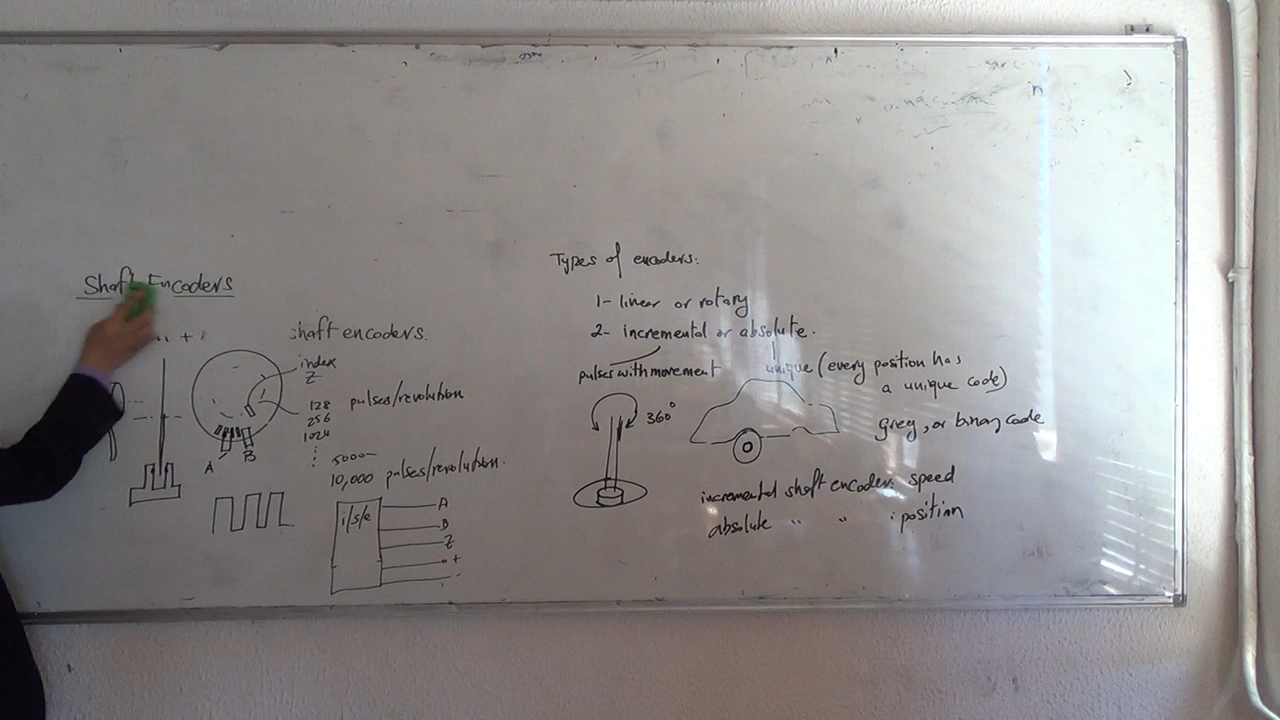 Shaft Encoders
shaft encoders.
index
Z
128 pulses/revolution
256
1024
5000
10,000 pulses/revolution.
A
B
i/s/e
A
B
Z
+
-
Types of encoders:
1- linear or rotary
2- incremental or absolute.
pulses with movement
unique (every position has
a unique code)
grey, or binary code
360°
incremental shaft encoder: speed
absolute " " : position